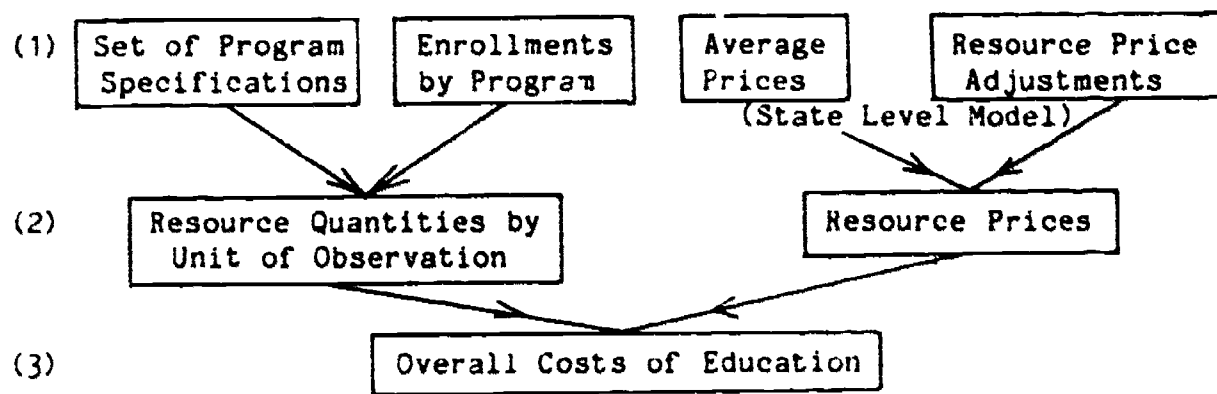 (1) Set of Program Specifications
Enrollments by Program
Average Prices
Resource Price Adjustments
(State Level Model)
(2) Resource Quantities by Unit of Observation
Resource Prices
(3) Overall Costs of Education